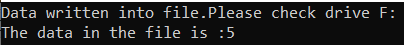 Data written into file.Please check drive F:
The data in the file is :5